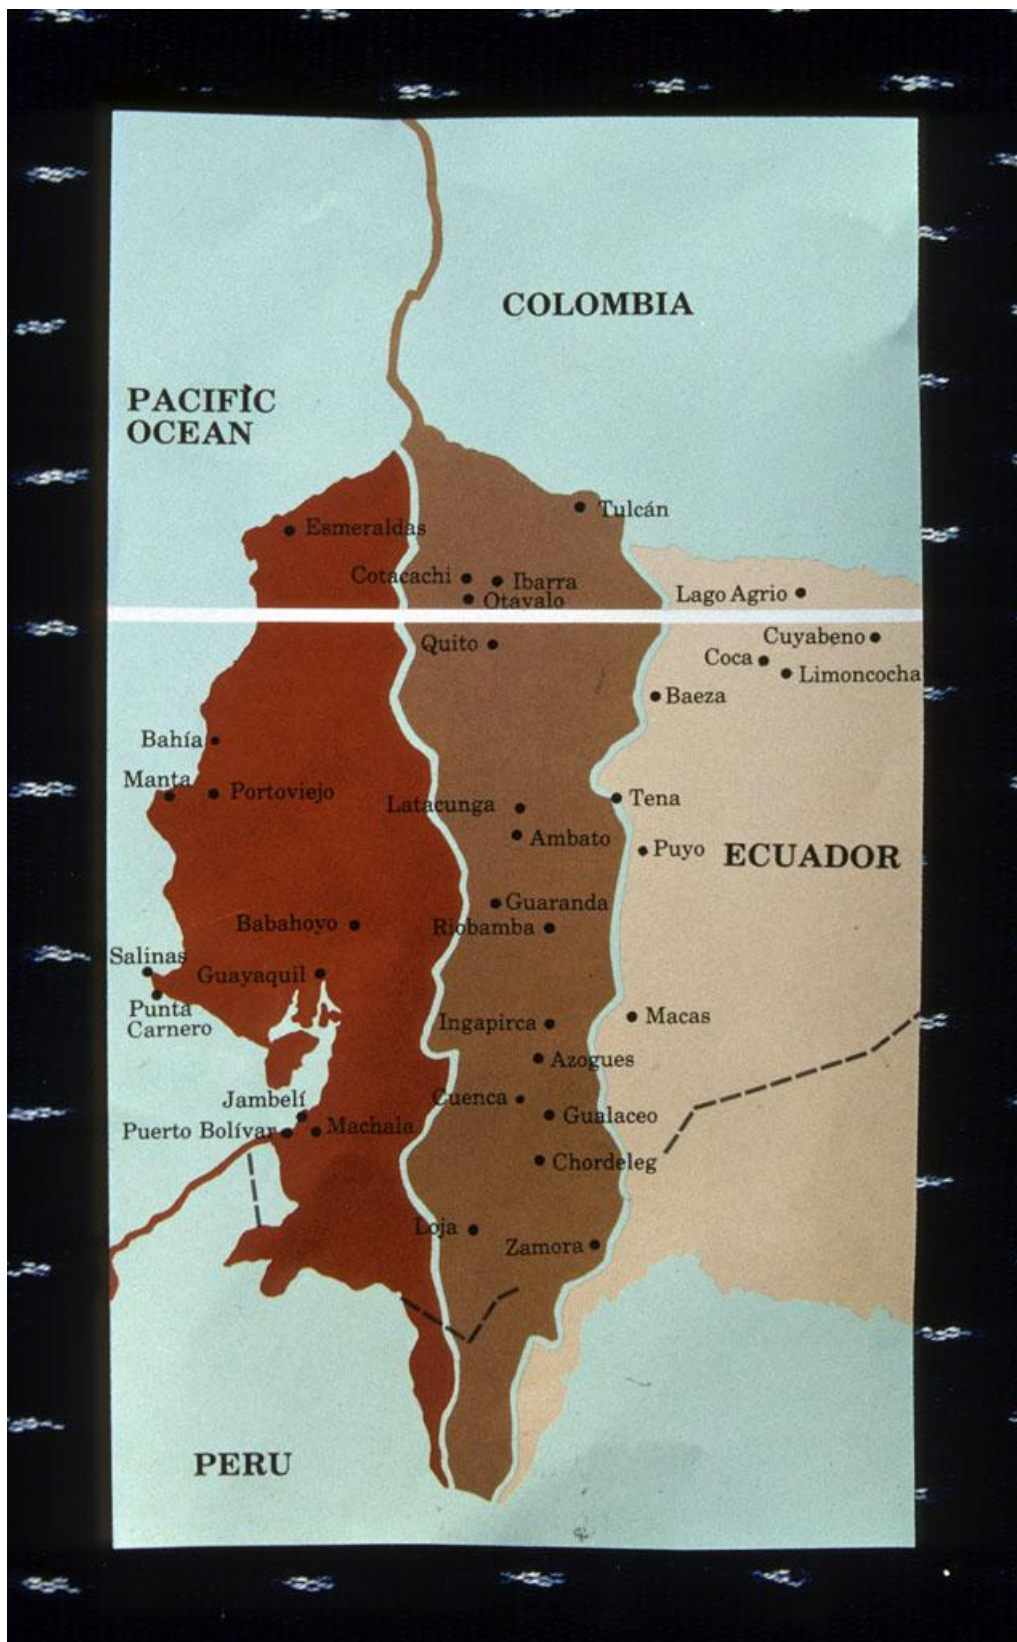 COLOMBIA
PACIFIC
OCEAN
Tulcán
Esmeraldas
Cotacachi
Ibarra
Otavalo
Lago Agrio
Cuyabeno
Quito
Coca
Limoncocha
Baeza
Bahía
Manta
Portoviejo
Latacunga
Tena
Ambato
Puyo
ECUADOR
Guaranda
Babahoyo
Riobamba
Salinas
Guayaquil
Punta
Carnero
Ingapirca
Macas
Azogues
Jambelí
Cuenca
Gualaceo
Puerto Bolívar
Machala
Chordeleg
Loja
Zamora
PERU